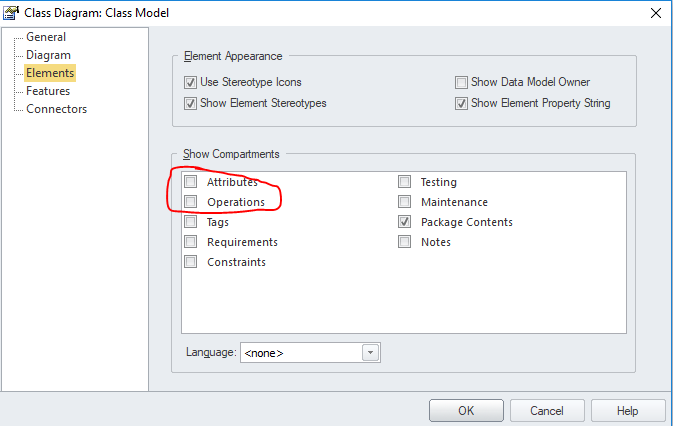 Class Diagram: Class Model
General
Diagram
Elements
Features
Connectors
Element Appearance
Use Stereotype Icons
Show Data Model Owner
Show Element Stereotypes
Show Element Property String
Show Compartments
Attributes
Testing
Operations
Maintenance
Tags
Package Contents
Requirements
Notes
Constraints
Language: <none>
OK
Cancel
Help